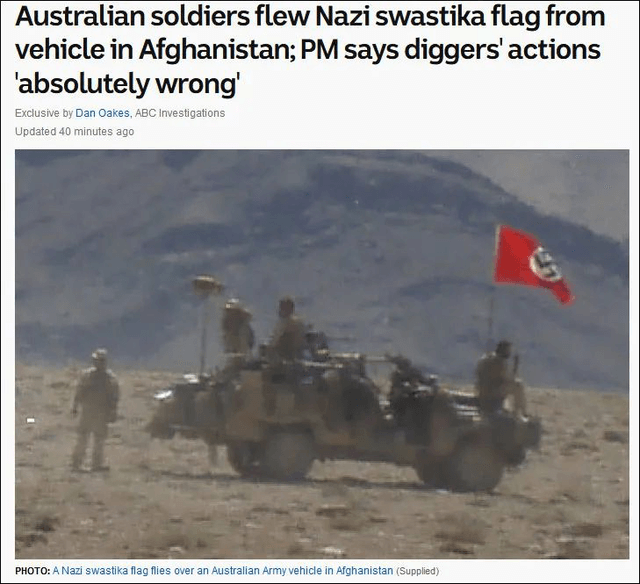 Australian soldiers flew Nazi swastika flag from
vehicle in Afghanistan; PM says diggers' actions
'absolutely wrong'
Exclusive by Dan Oakes, ABC Investigations
Updated 40 minutes ago
PHOTO: A Nazi swastika flag flies over an Australian Army vehicle in Afghanistan (Supplied)